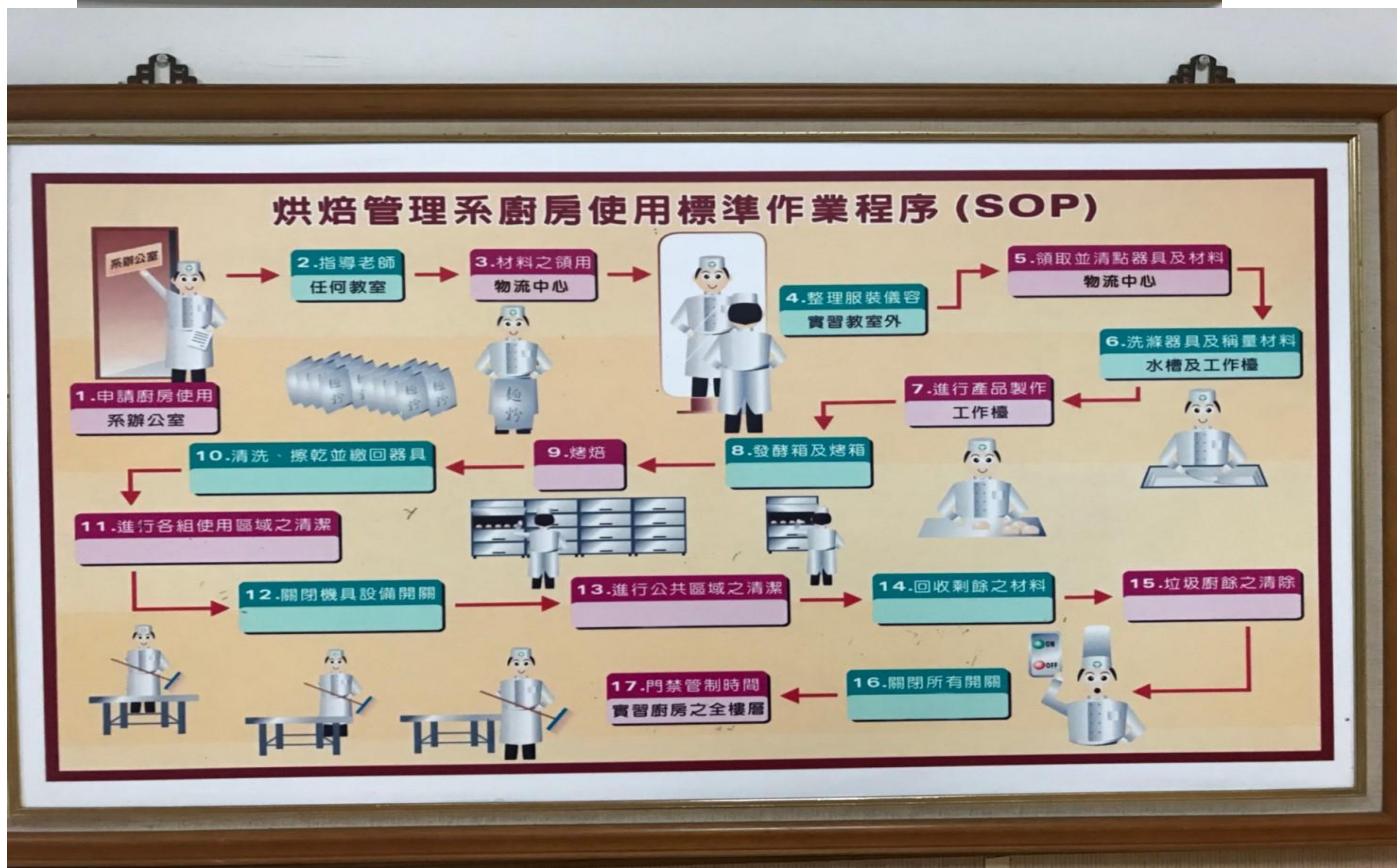 烘焙管理系廚房使用標準作業程序 (SOP)
系辦公室
1.申請廚房使用
系辦公室
2.指導老師
任何教室
3.材料之領用
物流中心
4.整理服裝儀容
實習教室外
5.領取並清點器具及材料
物流中心
6.洗滌器具及稱量材料
水槽及工作檯
7.進行產品製作
工作檯
8.發酵箱及烤箱
9.烤焙
10.清洗、擦乾並繳回器具
11.進行各組使用區域之清潔
12.關閉機具設備開關
13.進行公共區域之清潔
14.回收剩餘之材料
15.垃圾廚餘之清除
ON
OFF
16.關閉所有開關
17.門禁管制時間
實習廚房之全樓層